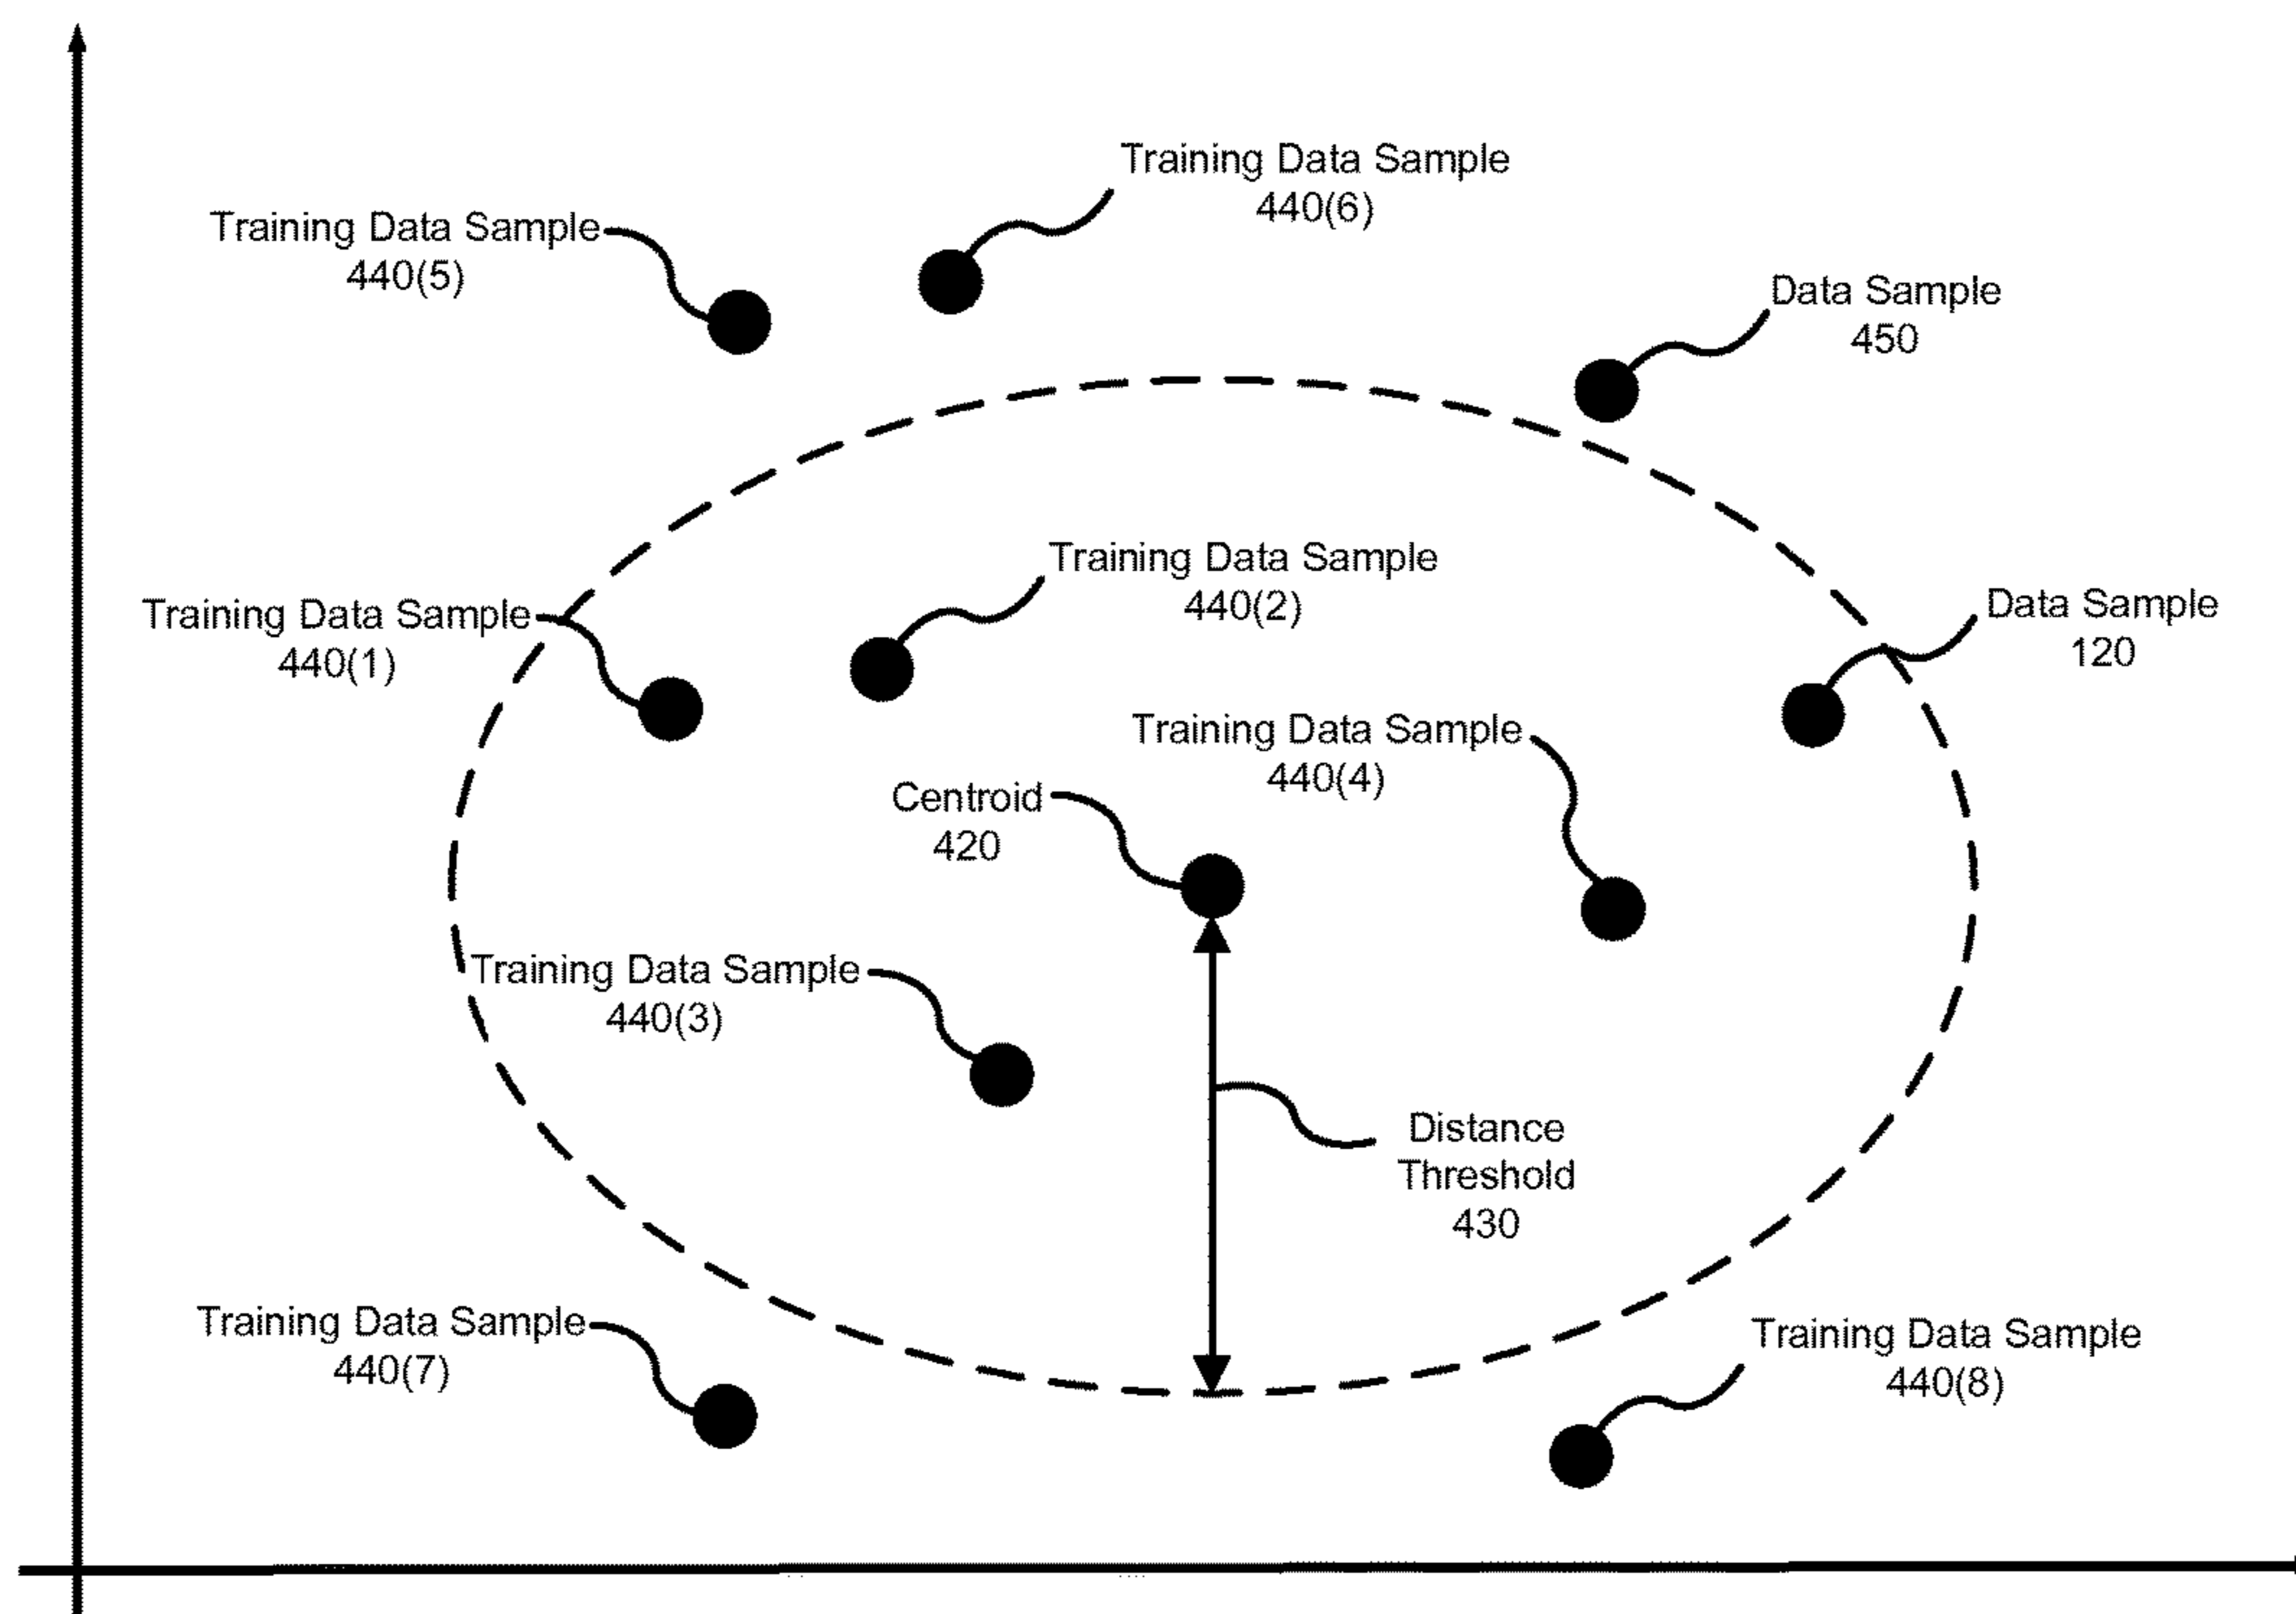 Training Data Sample
440(6)
Training Data Sample
440(5)
Data Sample
450
Training Data Sample
440(2)
Training Data Sample
440(1)
Data Sample
120
Training Data Sample
440(4)
Centroid
420
Training Data Sample
440(3)
Distance
Threshold
430
Training Data Sample
440(7)
Training Data Sample
440(8)